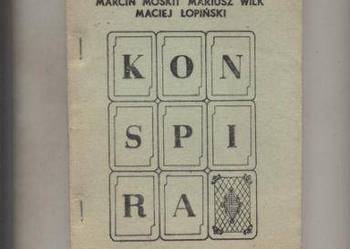 MARCIN MOSKIT MARIUSZ WILK
MACIEJ ŁOPIŃSKI
KON
SPI
RA